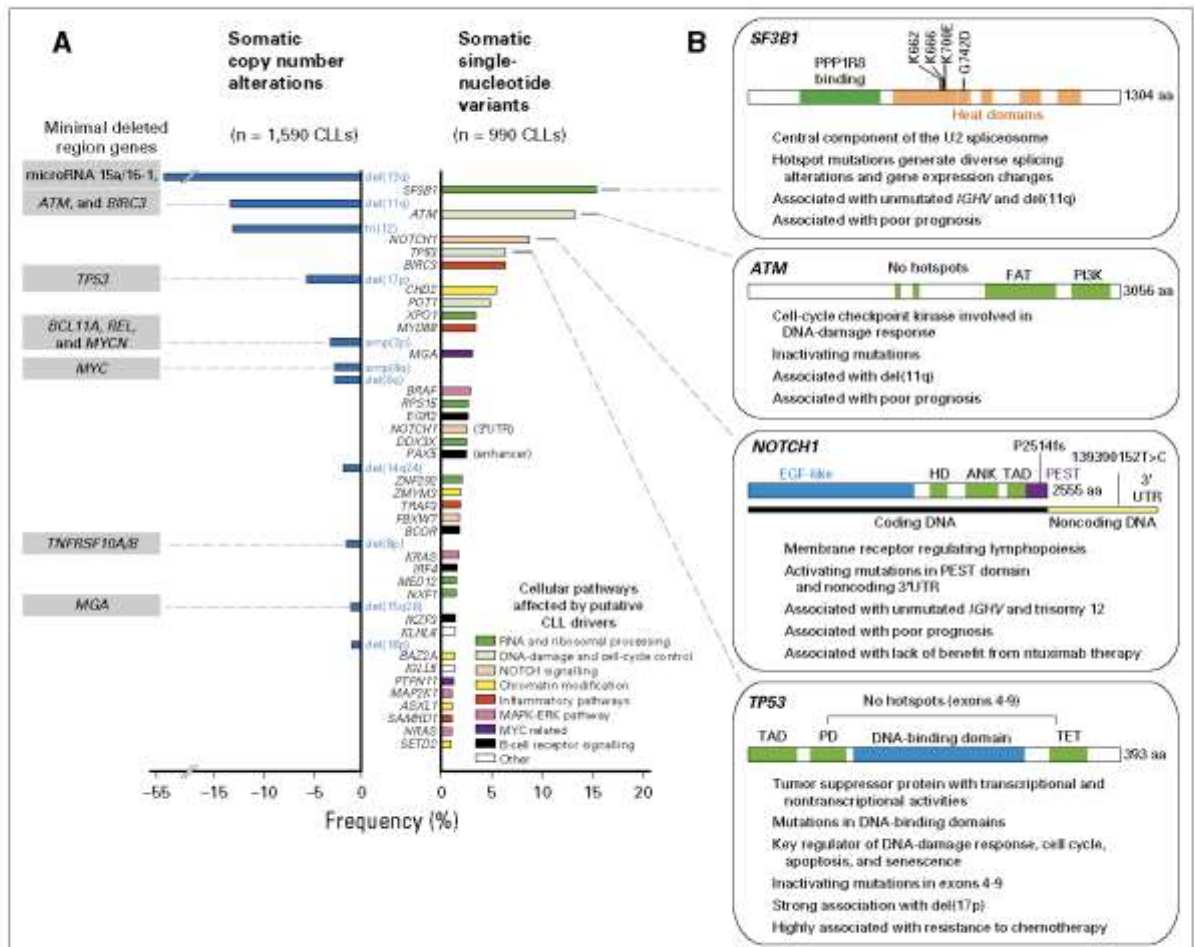 A
Somatic
copy number
alterations
(n = 1,590 CLLs)
Somatic
single-
nucleotide
variants
(n = 990 CLLs)
Minimal deleted
region genes
microRNA 15a/16-1,
ATM, and BIRC3
TP53
BCL11A, REL,
and MYCN
MYC
TNFRSF10A/B
MGA
del(13q)
del(11q)
tri(12)
del(17p)
amp(2p)
amp(8q)
del(6q)
del(14q24)
del(8p)
del(18p)
SF3B1
ATM
NOTCH1
TP53
BIRC3
CHD2
POT1
XPO1
MYD88
MGA
BRAF
RPS15
EGR2
NOTCH1 (3'UTR)
DDX3X
PAX5 (enhancer)
ZNF292
ZMYM3
TRAF3
FBXW7
BCOR
KRAS
IRF4
MED12
NXF1
IKZF3
KLHL6
BAZ2A
IGLL5
PTPN11
MAP2K1
ASXL1
SAMHD1
NRAS
SETD2
Cellular pathways
affected by putative
CLL drivers
RNA and ribosomal processing
DNA-damage and cell-cycle control
NOTCH signalling
Chromatin modification
Inflammatory pathways
MAPK-ERK pathway
MYC related
B-cell receptor signalling
Other
-55 -15 -10 -5 0
0 5 10 15 20
Frequency (%)
B
SF3B1
K662
K666
K700E
G742D
PPP1R8
binding
1304 aa
Heat domains
Central component of the U2 spliceosome
Hotspot mutations generate diverse splicing
alterations and gene expression changes
Associated with unmutated IGHV and del(11q)
Associated with poor prognosis
ATM
No hotspots
FAT
PI3K
3056 aa
Cell-cycle checkpoint kinase involved in
DNA-damage response
Inactivating mutations
Associated with del(11q)
Associated with poor prognosis
NOTCH1
P2514fs
139390152T>C
EGF-like
HD ANK TAD PEST
3'
UTR
2555 aa
Coding DNA
Noncoding DNA
Membrane receptor regulating lymphopoiesis
Activating mutations in PEST domain
and noncoding 3'UTR
Associated with unmutated IGHV and trisomy 12
Associated with poor prognosis
Associated with lack of benefit from rituximab therapy
TP53
No hotspots (exons 4-9)
TAD PD DNA-binding domain TET
393 aa
Tumor suppressor protein with transcriptional and
nontranscriptional activities
Mutations in DNA-binding domains
Key regulator of DNA-damage response, cell cycle,
apoptosis, and senescence
Inactivating mutations in exons 4-9
Strong association with del(17p)
Highly associated with resistance to chemotherapy